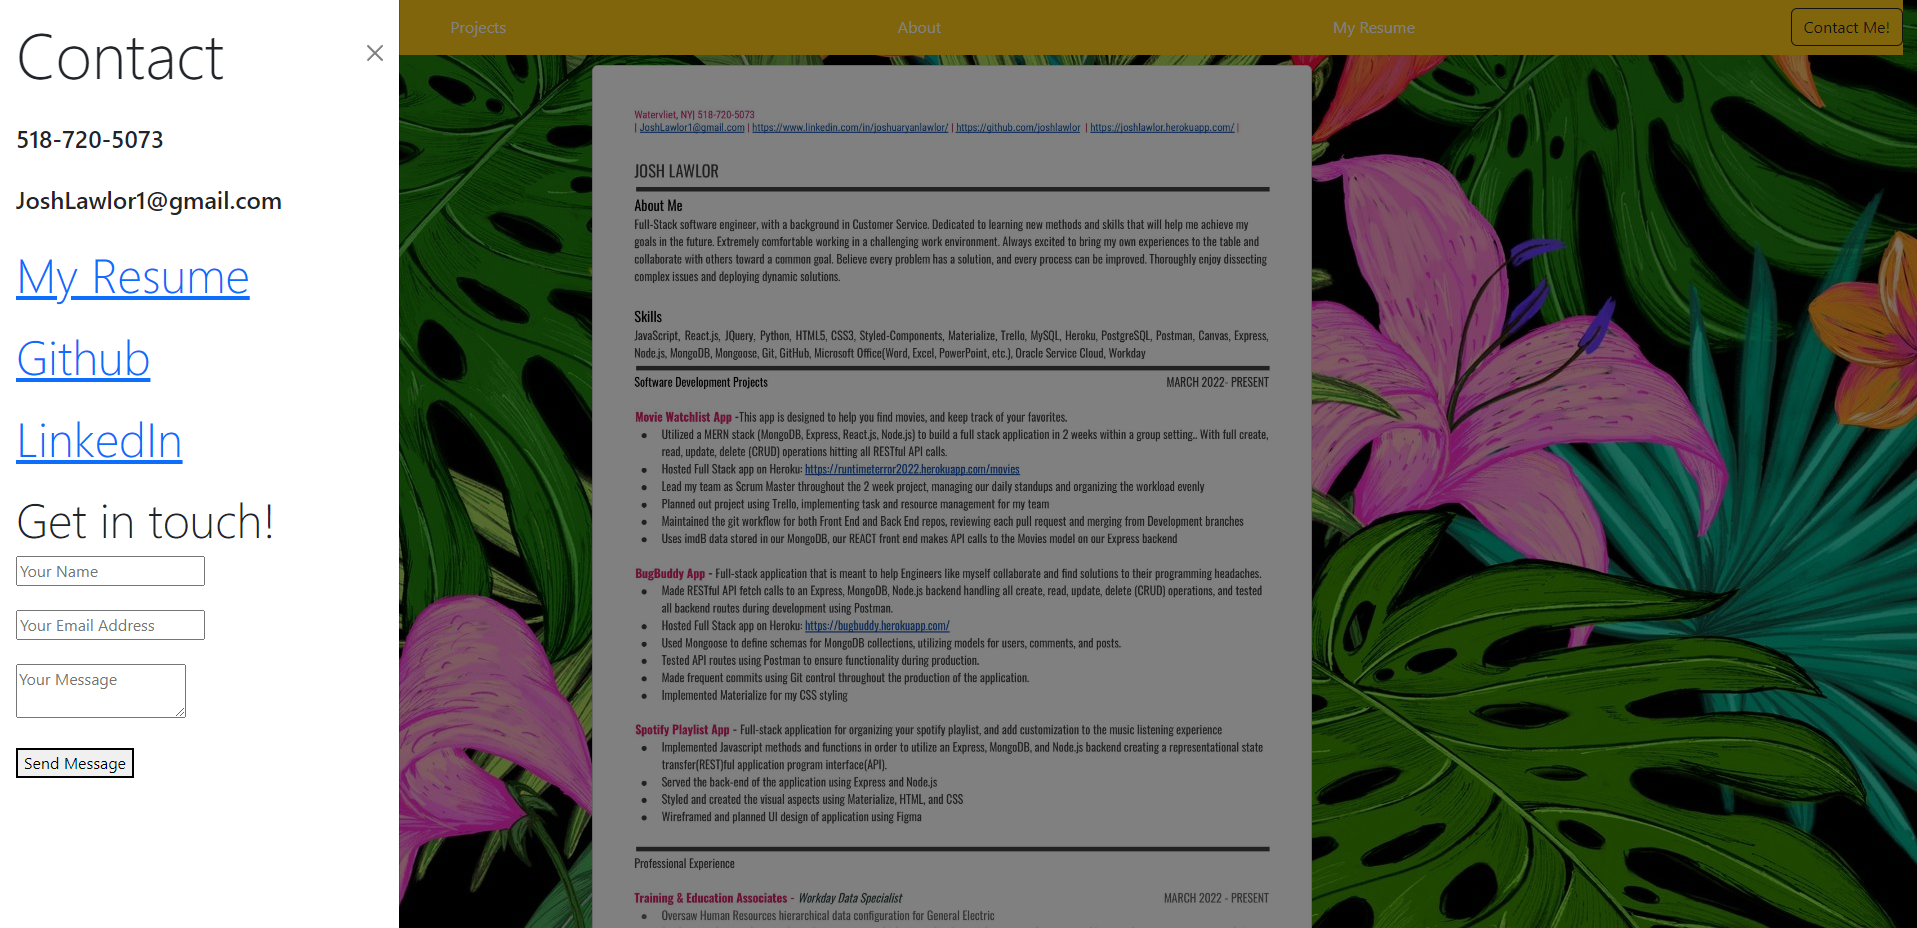 Contact
518-720-5073
JoshLawlor1@gmail.com
My Resume
Github
LinkedIn
Get in touch!
Your Name
Your Email Address
Your Message
Send Message
Projects
About
My Resume
Contact Me!
Watervliet, NY| 518-720-5073
| JoshLawlor1@gmail.com | https://www.linkedin.com/in/joshuaryanlawlor/ | https://github.com/joshlawlor | https://joshlawlor.herokuapp.com/ |
JOSH LAWLOR
About Me
Full-Stack software engineer, with a background in Customer Service. Dedicated to learning new methods and skills that will help me achieve my
goals in the future. Extremely comfortable working in a challenging work environment. Always excited to bring my own experiences to the table and
collaborate with others toward a common goal. Believe every problem has a solution, and every process can be improved. Thoroughly enjoy dissecting
complex issues and deploying dynamic solutions.
Skills
JavaScript, React.js, JQuery, Python, HTML5, CSS3, Styled-Components, Materialize, Trello, MySQL, Heroku, PostgreSQL, Postman, Canvas, Express,
Node.js, MongoDB, Mongoose, Git, GitHub, Microsoft Office(Word, Excel, PowerPoint, etc.), Oracle Service Cloud, Workday
Software Development Projects MARCH 2022- PRESENT
Movie Watchlist App -This app is designed to help you find movies, and keep track of your favorites.
● Utilized a MERN stack (MongoDB, Express, React.js, Node.js) to build a full stack application in 2 weeks within a group setting.. With full create,
read, update, delete (CRUD) operations hitting all RESTful API calls.
● Hosted Full Stack app on Heroku: https://runtimeterror2022.herokuapp.com/movies
● Lead my team as Scrum Master throughout the 2 week project, managing our daily standups and organizing the workload evenly
● Planned out project using Trello, implementing task and resource management for my team
● Maintained the git workflow for both Front End and Back End repos, reviewing each pull request and merging from Development branches
● Uses imdB data stored in our MongoDB, our REACT front end makes API calls to the Movies model on our Express backend
BugBuddy App - Full-stack application that is meant to help Engineers like myself collaborate and find solutions to their programming headaches.
● Made RESTful API fetch calls to an Express, MongoDB, Node.js backend handling all create, read, update, delete (CRUD) operations, and tested
all backend routes during development using Postman.
● Hosted Full Stack app on Heroku: https://bugbuddy.herokuapp.com/
● Used Mongoose to define schemas for MongoDB collections, utilizing models for users, comments, and posts.
● Tested API routes using Postman to ensure functionality during production.
● Made frequent commits using Git control throughout the production of the application.
● Implemented Materialize for my CSS styling
Spotify Playlist App - Full-stack application for organizing your spotify playlist, and add customization to the music listening experience
● Implemented Javascript methods and functions in order to utilize an Express, MongoDB, and Node.js backend creating a representational state
transfer(REST)ful application program interface(API).
● Served the back-end of the application using Express and Node.js
● Styled and created the visual aspects using Materialize, HTML, and CSS
● Wireframed and planned UI design of application using Figma
Professional Experience
Training & Education Associates - Workday Data Specialist MARCH 2022 - PRESENT
● Oversaw Human Resources hierarchical data configuration for General Electric